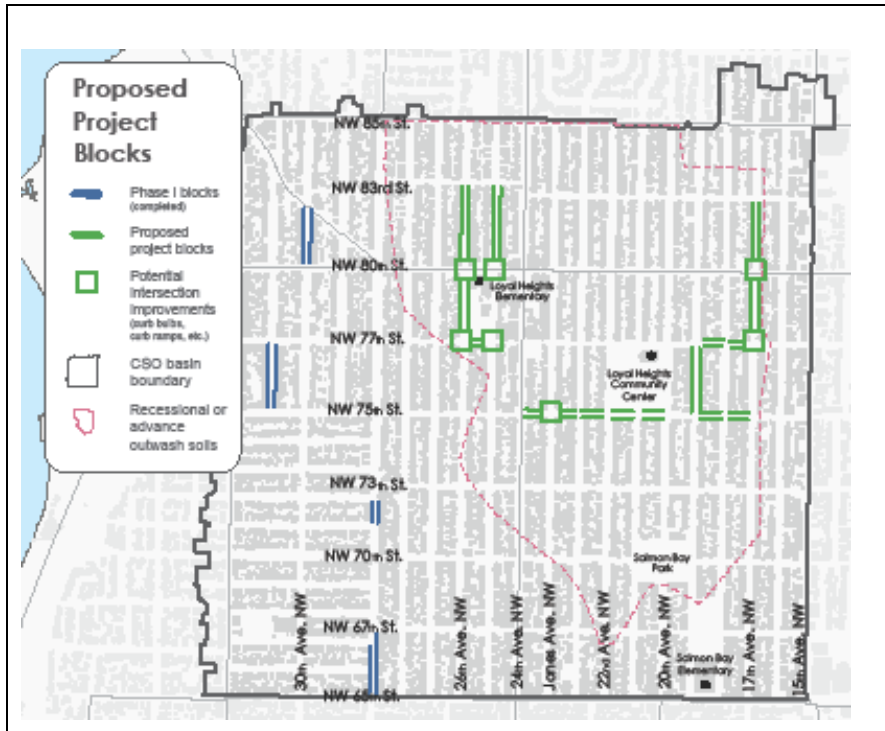 Proposed
Project
Blocks
Phase I blocks
(completed)
Proposed
project blocks
Potential
Intersection
Improvements
(curb bulbs,
curb ramps, etc.)
CSO basin
boundary
Recessional or
advance
outwash soils
NW 85th St.
NW 83rd St.
NW 80th St.
Loyal Heights
Elementary
NW 77th St.
Loyal Heights
Community
Center
NW 75th St.
NW 73rd St.
NW 70th St.
Salmon Bay
Park
NW 67th St.
30th Ave. NW
26th Ave. NW
24th Ave. NW
Jones Ave. NW
22nd Ave. NW
20th Ave. NW
17th Ave. NW
15th Ave. NW
Salmon Bay
Elementary
NW 65th St.